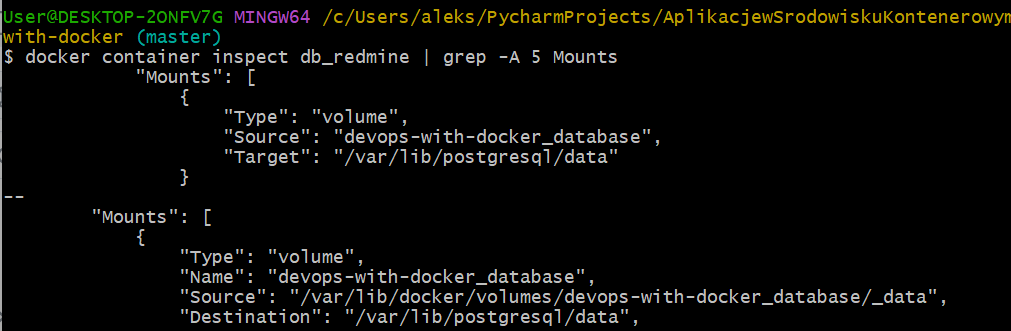 User@DESKTOP-2ONFV7G MINGW64 /c/Users/aleks/PycharmProjects/AplikacjewSrodowiskuKontenerowym
with-docker (master)
$ docker container inspect db_redmine | grep -A 5 Mounts
            "Mounts": [
                {
                    "Type": "volume",
                    "Source": "devops-with-docker_database",
                    "Target": "/var/lib/postgresql/data"
                }
--
        "Mounts": [
            {
                "Type": "volume",
                "Name": "devops-with-docker_database",
                "Source": "/var/lib/docker/volumes/devops-with-docker_database/_data",
                "Destination": "/var/lib/postgresql/data",